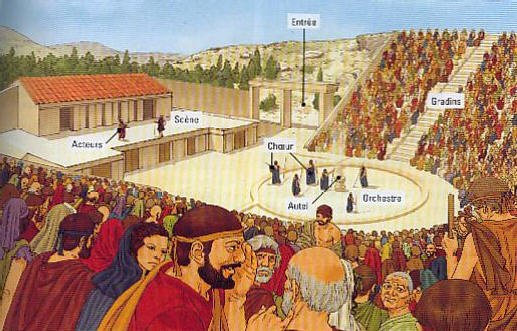 Entrée
Gradins
Scène
Acteurs
Chœur
Autel
Orchestre